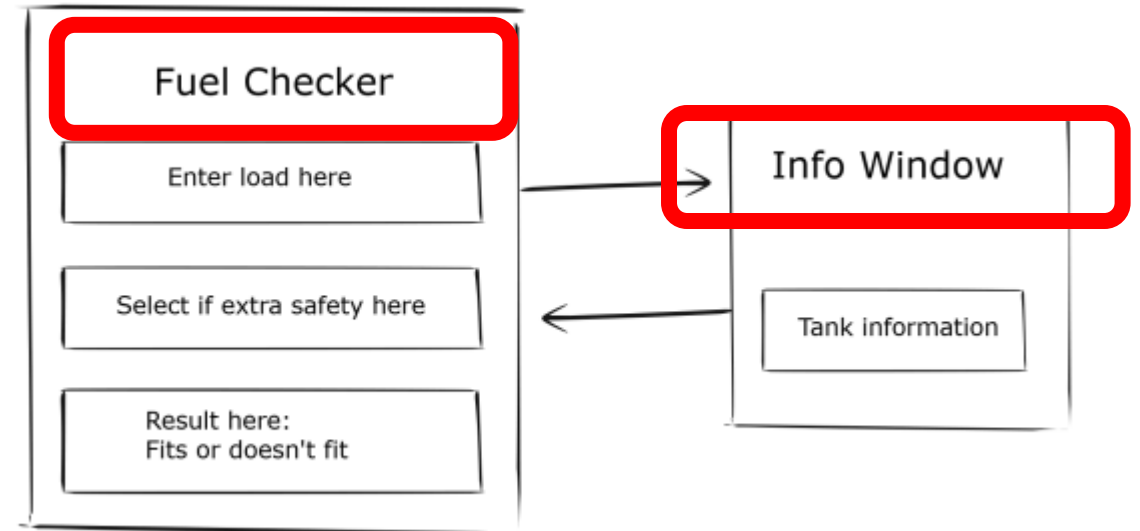 Fuel Checker
Enter load here
Select if extra safety here
Result here:
Fits or doesn't fit
Info Window
Tank information